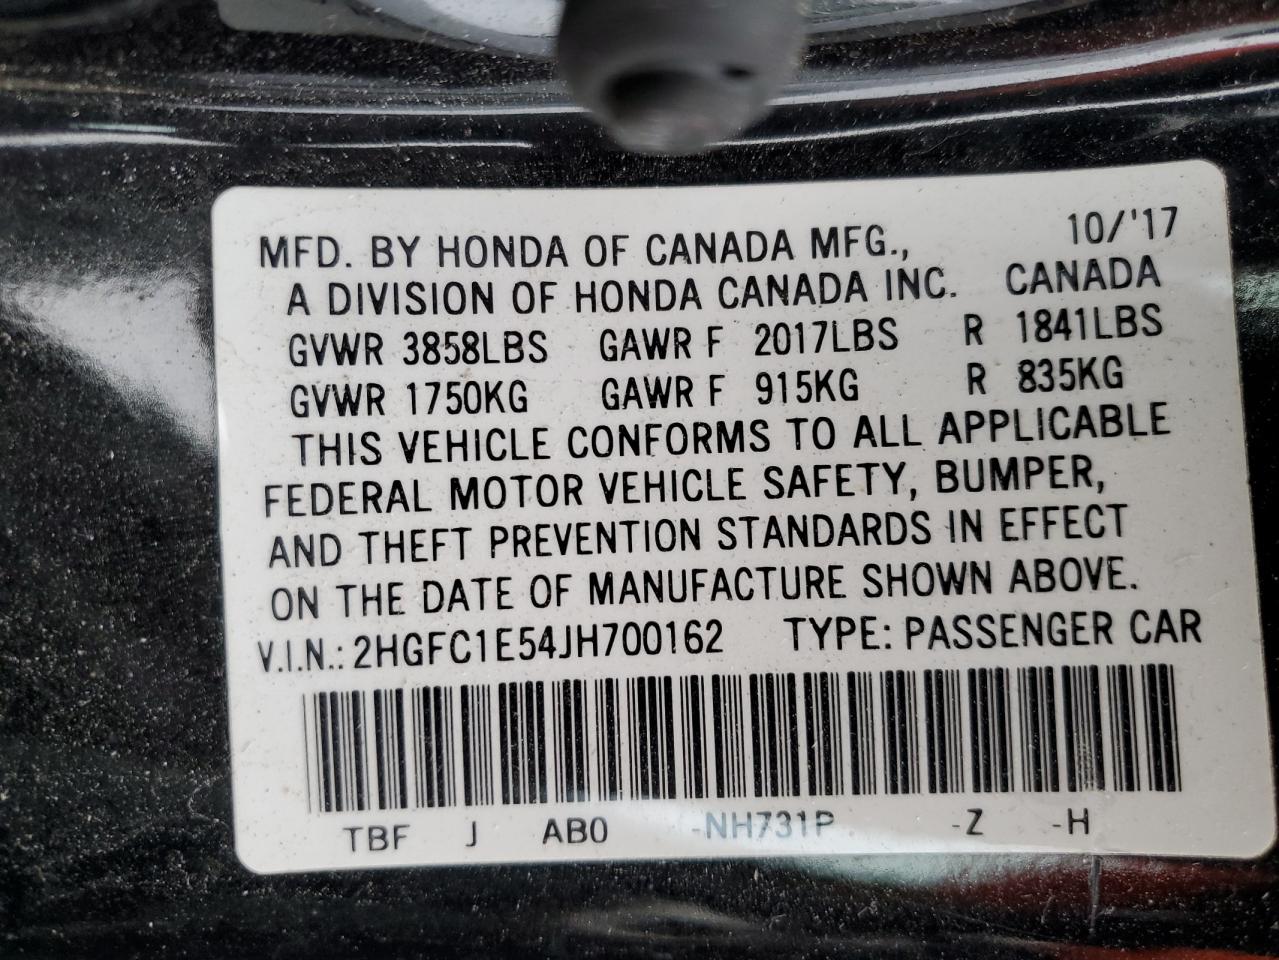 10/'17
MFD. BY HONDA OF CANADA MFG.,
A DIVISION OF HONDA CANADA INC. CANADA
GVWR 3858LBS GAWR F 2017LBS R 1841LBS
GVWR 1750KG GAWR F 915KG R 835KG
THIS VEHICLE CONFORMS TO ALL APPLICABLE
FEDERAL MOTOR VEHICLE SAFETY, BUMPER,
AND THEFT PREVENTION STANDARDS IN EFFECT
ON THE DATE OF MANUFACTURE SHOWN ABOVE.
V.I.N.: 2HGFC1E54JH700162 TYPE: PASSENGER CAR
TBF J AB0 -NH731P -Z -H